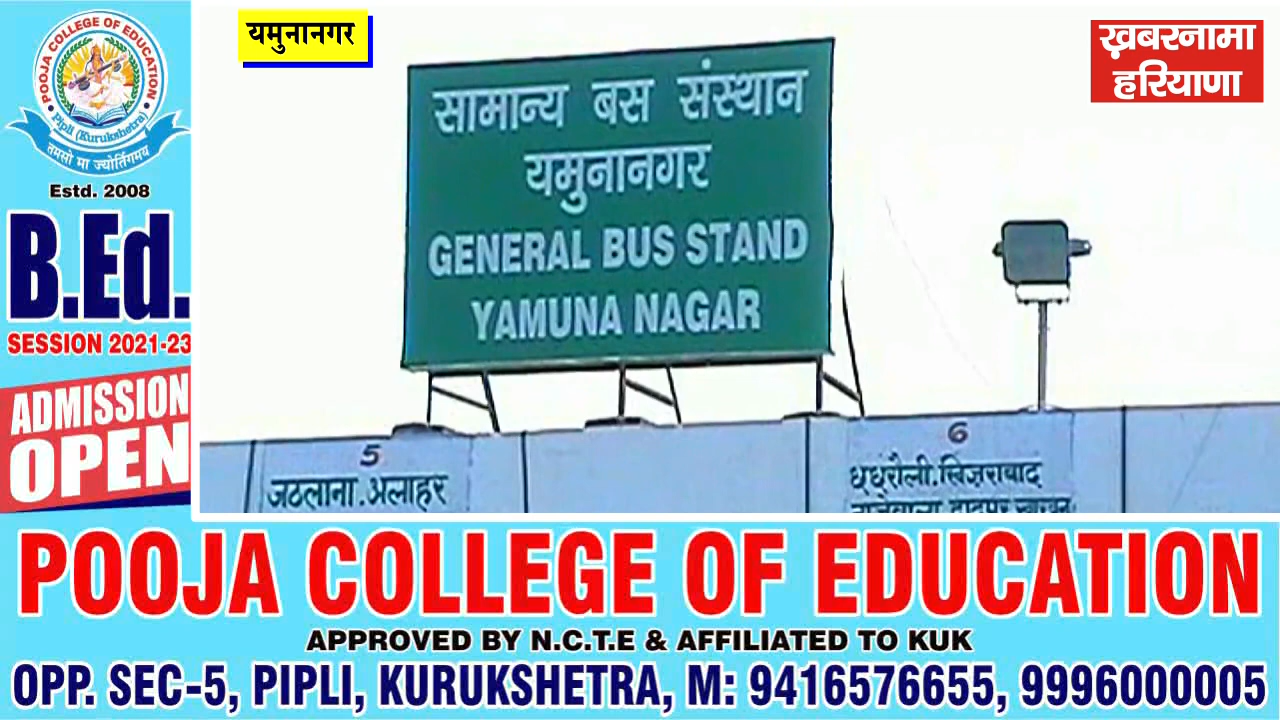 POOJA COLLEGE OF EDUCATION
Pipli (Kurukshetra)
तमसो मा ज्योर्तिगमय
Estd. 2008
B.Ed.
SESSION 2021-23
ADMISSION
OPEN
यमुनानगर
ख़बरनामा
हरियाणा
सामान्य बस संस्थान
यमुनानगर
GENERAL BUS STAND
YAMUNA NAGAR
5
जठलाना.अलाहर
6
खिज़राबाद
POOJA COLLEGE OF EDUCATION
APPROVED BY N.C.T.E & AFFILIATED TO KUK
OPP. SEC-5, PIPLI, KURUKSHETRA, M: 9416576655, 9996000005